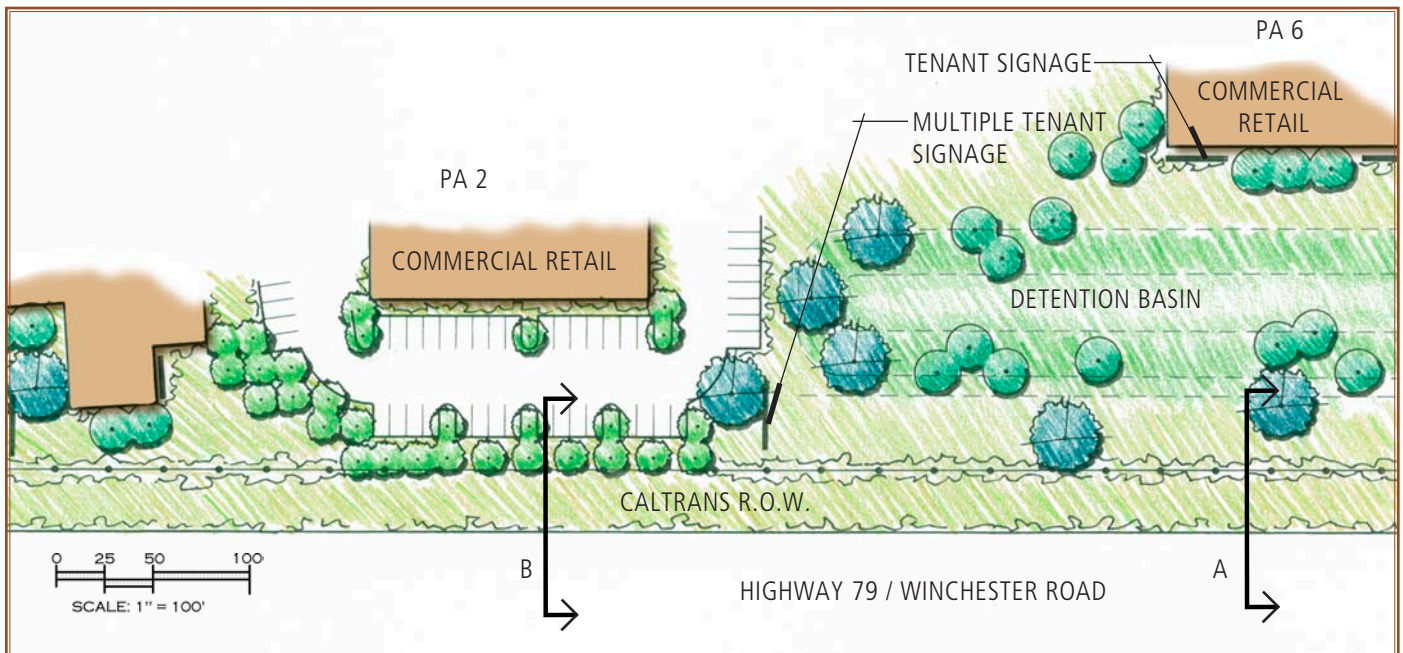 PA 6
TENANT SIGNAGE
COMMERCIAL
RETAIL
MULTIPLE TENANT
SIGNAGE
PA 2
COMMERCIAL RETAIL
DETENTION BASIN
CALTRANS R.O.W.
0 25 50 100
SCALE: 1" = 100'
B
HIGHWAY 79 / WINCHESTER ROAD
A